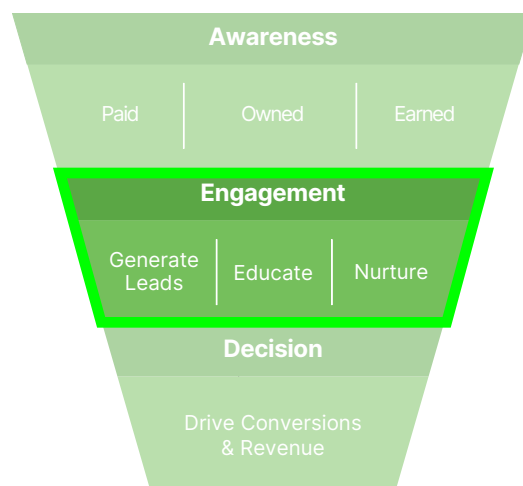 Awareness
Paid Owned Earned
Engagement
Generate
Leads
Educate
Nurture
Decision
Drive Conversions
& Revenue